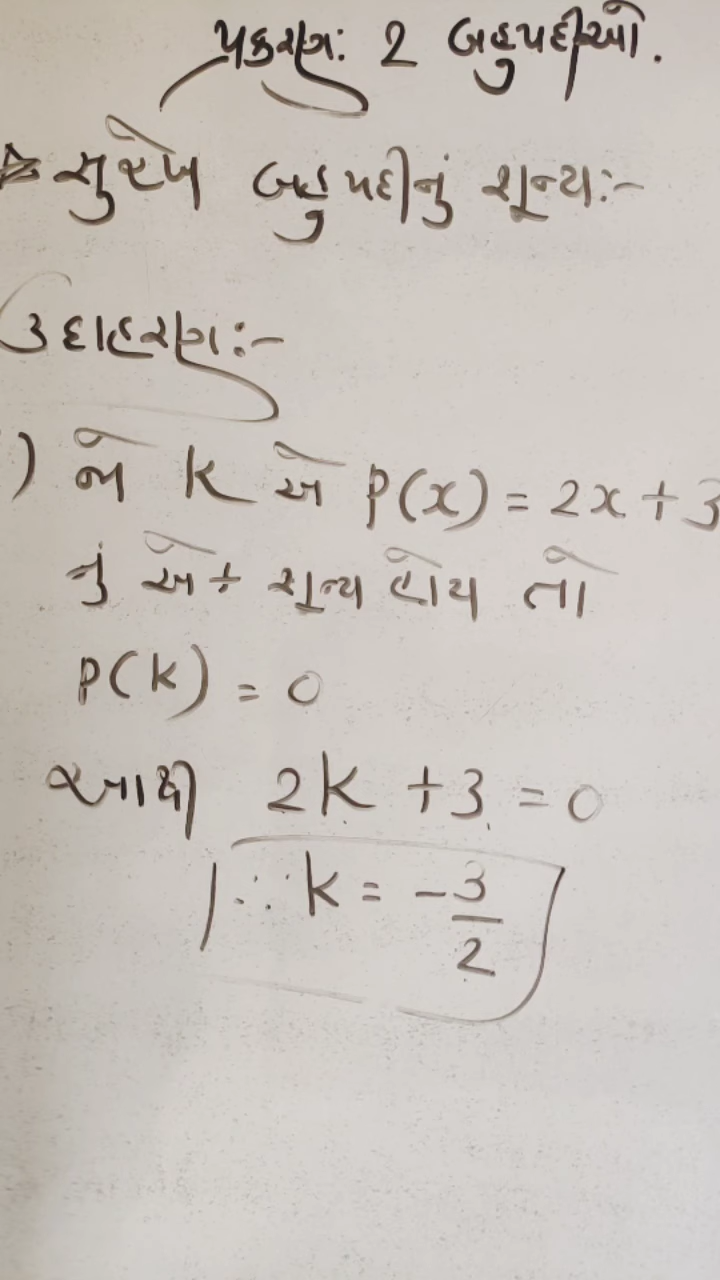 પ્રકરણ: 2 બહુપદીઓ.
☆ સુરેખ બહુપદીનું શૂન્ય:-
ઉદાહરણ:-
) જો k એ P(x) = 2x + 3
નું એક શૂન્ય હોય તો
P(k) = 0
આથી 2k + 3 = 0
∴ k = -3/2